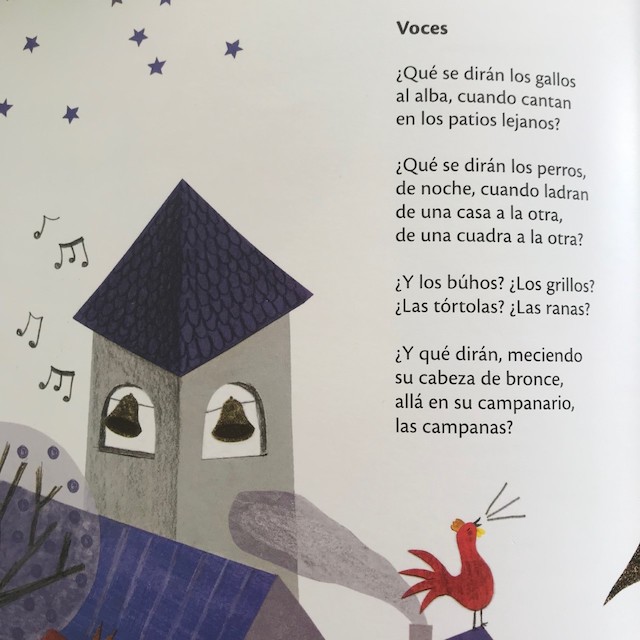 Voces
¿Qué se dirán los gallos
al alba, cuando cantan
en los patios lejanos?
¿Qué se dirán los perros,
de noche, cuando ladran
de una casa a la otra,
de una cuadra a la otra?
¿Y los búhos? ¿Los grillos?
¿Las tórtolas? ¿Las ranas?
¿Y qué dirán, meciendo
su cabeza de bronce,
allá en su campanario,
las campanas?